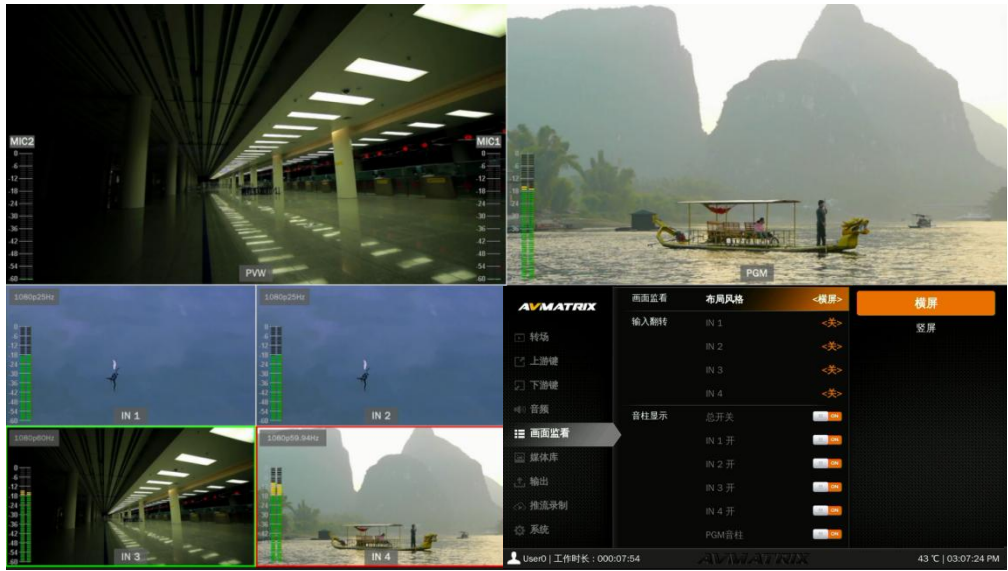 MIC2
MIC1
PVW
PGM
1080p25Hz
1080p25Hz
IN 1
IN 2
1080p60Hz
1080p59.94Hz
IN 3
IN 4
AVMATRIX
转场
上游键
下游键
音频
画面监看
媒体库
输出
推流录制
系统
画面监看 布局风格 <横屏>
输入翻转 IN 1 <关>
IN 2 <关>
IN 3 <关>
IN 4 <关>
音柱显示 总开关 ON
IN 1 开 ON
IN 2 开 ON
IN 3 开 ON
IN 4 开 ON
PGM音柱 ON
横屏
竖屏
User0 | 工作时长 : 000:07:54
AVMATRIX
43 ℃ | 03:07:24 PM